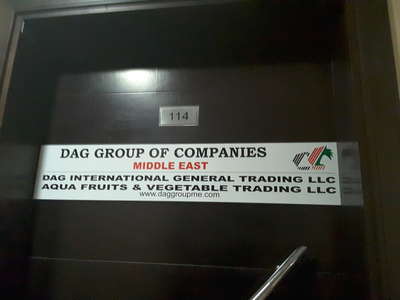 114
DAG GROUP OF COMPANIES
MIDDLE EAST
DAG INTERNATIONAL GENERAL TRADING LLC
AQUA FRUITS & VEGETABLE TRADING LLC
www.daggroupme.com